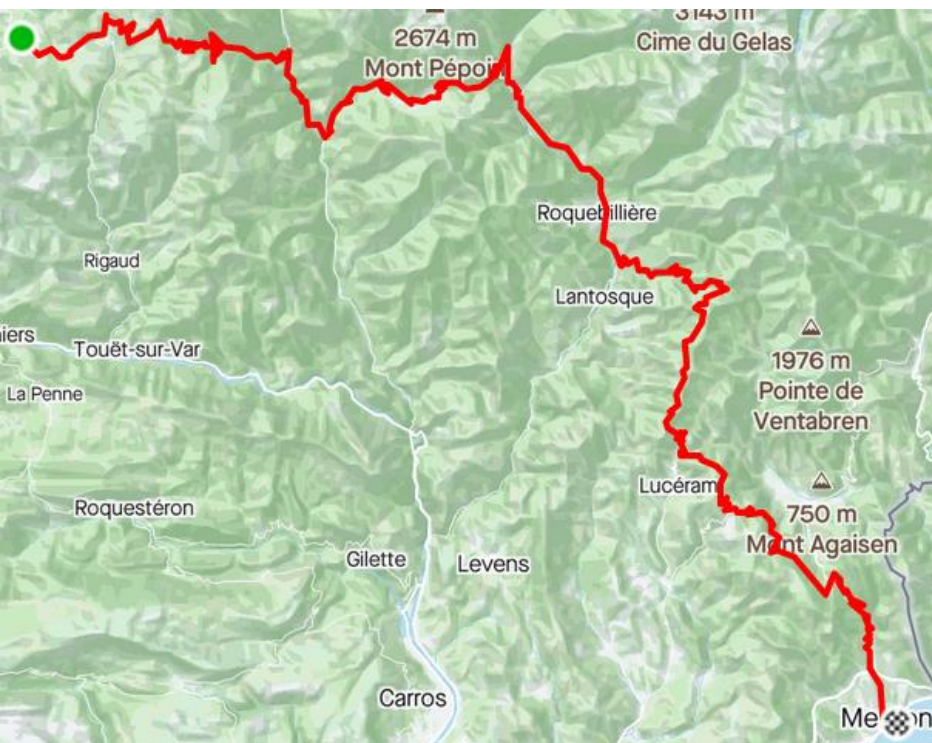 3143 m
Cime du Gelas
2674 m
Mont
Roquebillière
Rigaud
Lantosque
Touët-sur-Var
1976 m
Pointe de
Ventabren
La Penne
Lucéram
Roquestéron
750 m
Mont Agaisen
Gilette
Levens
Carros